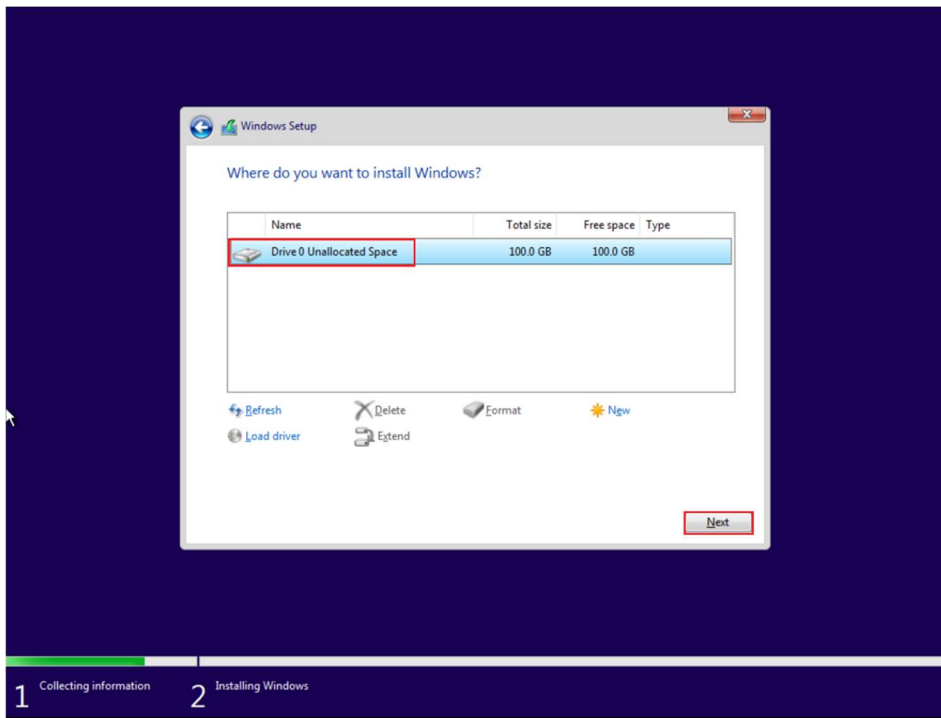 Windows Setup
Where do you want to install Windows?
Name Total size Free space Type
Drive 0 Unallocated Space 100.0 GB 100.0 GB
Refresh Delete Format New
Load driver Extend
Next
1 Collecting information 2 Installing Windows